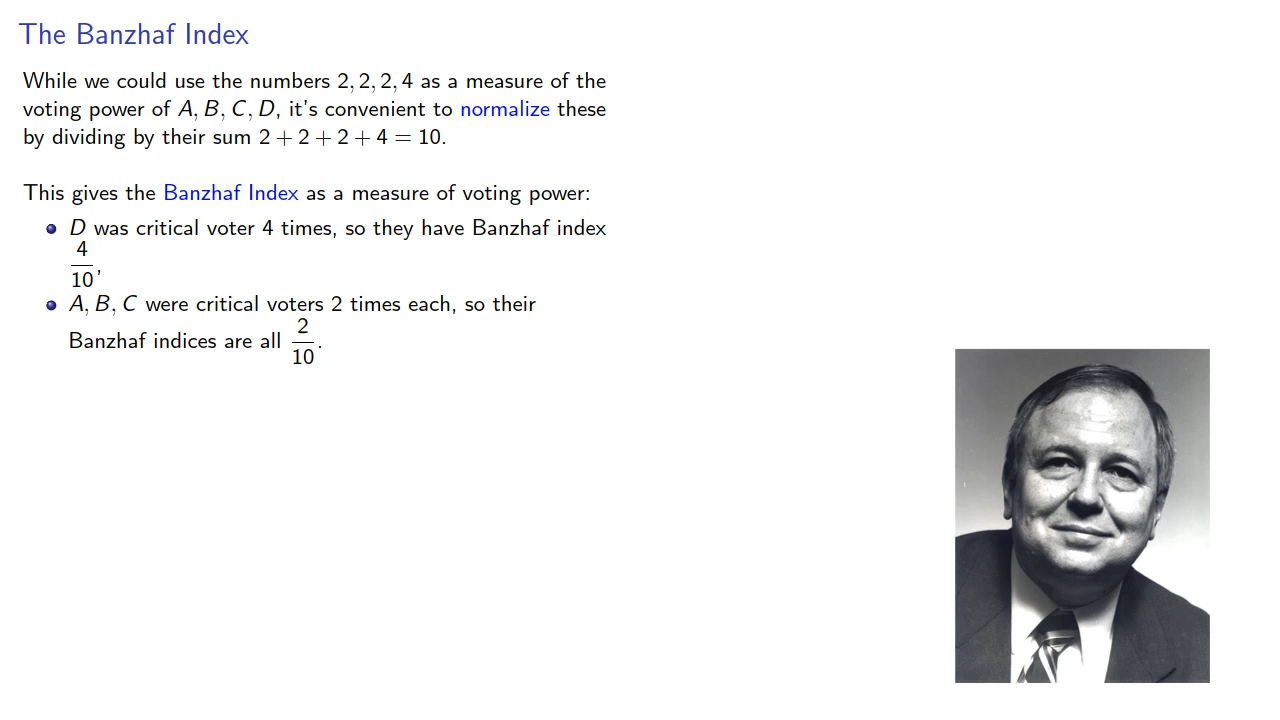 The Banzhaf Index
While we could use the numbers 2, 2, 2, 4 as a measure of the
voting power of A, B, C, D, it's convenient to normalize these
by dividing by their sum 2 + 2 + 2 + 4 = 10.
This gives the Banzhaf Index as a measure of voting power:
D was critical voter 4 times, so they have Banzhaf index
4
10,
A, B, C were critical voters 2 times each, so their
Banzhaf indices are all 2/10.